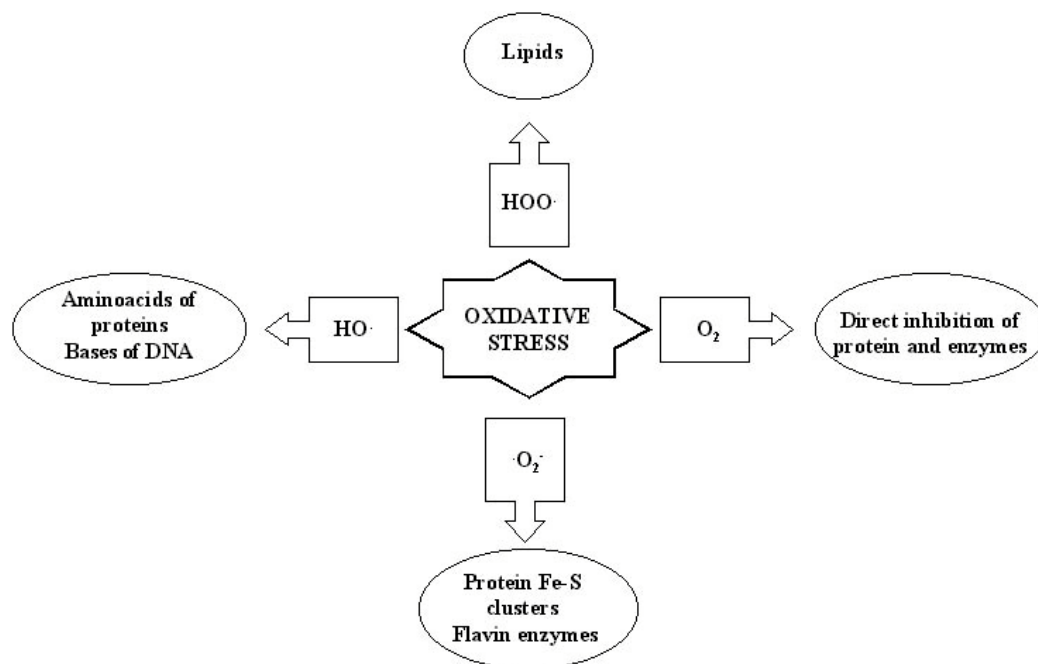 Lipids
HOO·
Aminoacids of
proteins
Bases of DNA
HO·
OXIDATIVE
STRESS
O₂
Direct inhibition of
protein and enzymes
·O₂⁻
Protein Fe-S
clusters
Flavin enzymes